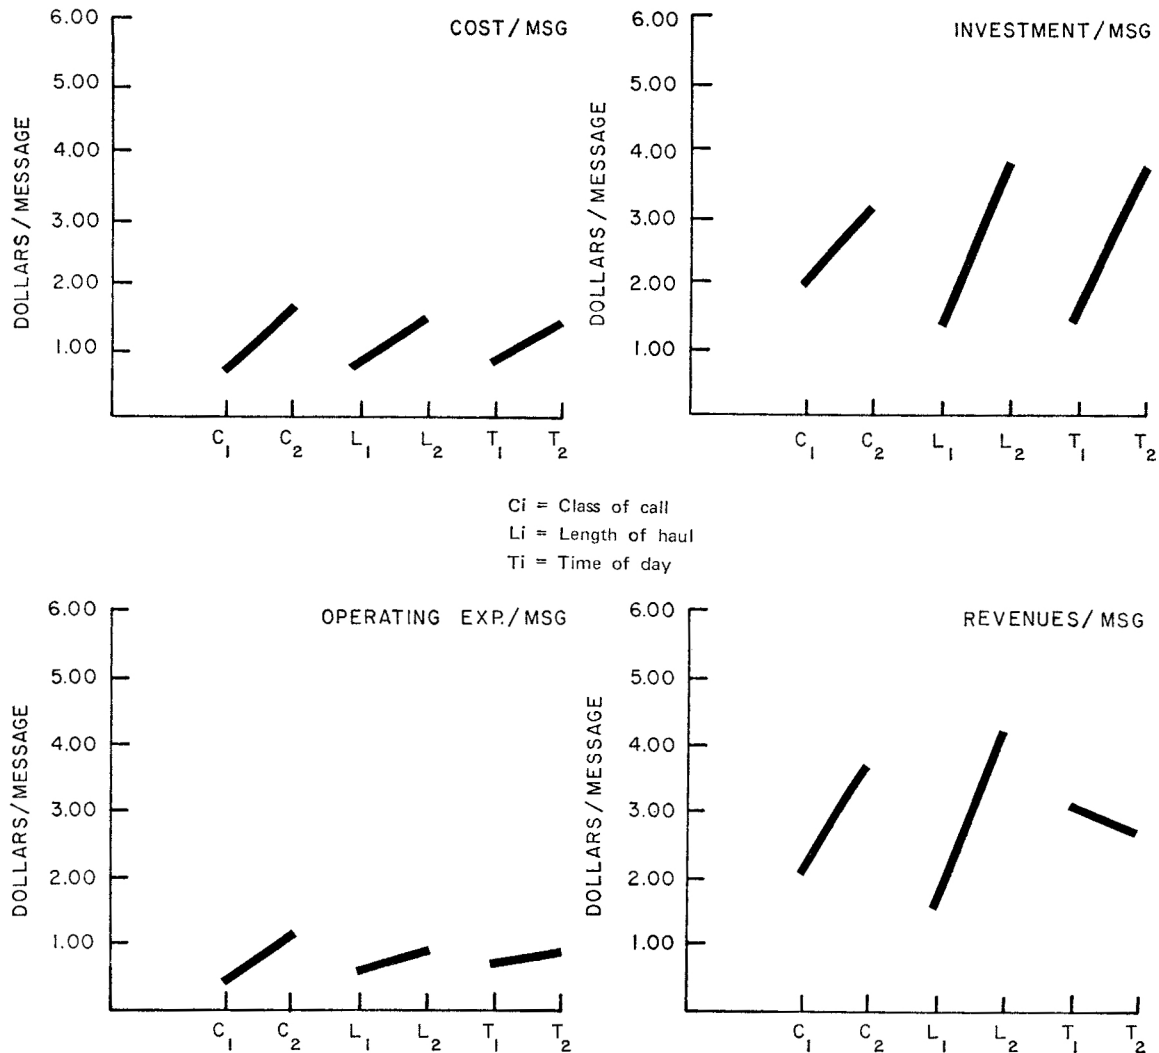 COST/MSG
DOLLARS/MESSAGE
6.00
5.00
4.00
3.00
2.00
1.00
C1 C2 L1 L2 T1 T2
INVESTMENT/MSG
DOLLARS/MESSAGE
6.00
5.00
4.00
3.00
2.00
1.00
C1 C2 L1 L2 T1 T2
Ci = Class of call
Li = Length of haul
Ti = Time of day
OPERATING EXP./MSG
DOLLARS/MESSAGE
6.00
5.00
4.00
3.00
2.00
1.00
C1 C2 L1 L2 T1 T2
REVENUES/MSG
DOLLARS/MESSAGE
6.00
5.00
4.00
3.00
2.00
1.00
C1 C2 L1 L2 T1 T2